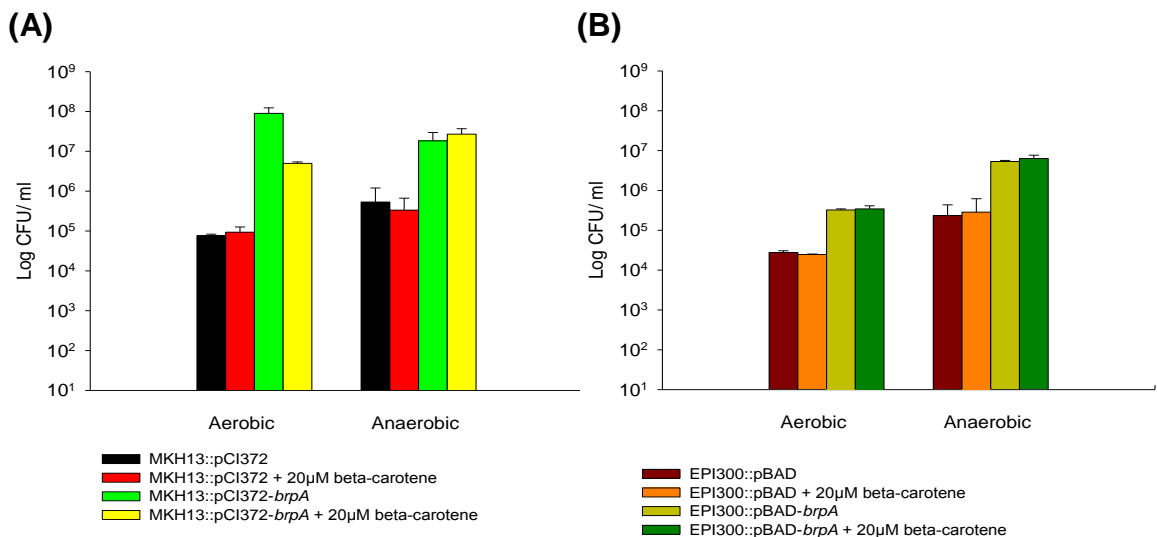 (A)
Log CFU/ ml
10⁹
10⁸
10⁷
10⁶
10⁵
10⁴
10³
10²
10¹
Aerobic
Anaerobic
MKH13::pCI372
MKH13::pCI372 + 20µM beta-carotene
MKH13::pCI372-brpA
MKH13::pCI372-brpA + 20µM beta-carotene
(B)
Log CFU/ ml
10⁹
10⁸
10⁷
10⁶
10⁵
10⁴
10³
10²
10¹
Aerobic
Anaerobic
EPI300::pBAD
EPI300::pBAD + 20µM beta-carotene
EPI300::pBAD-brpA
EPI300::pBAD-brpA + 20µM beta-carotene